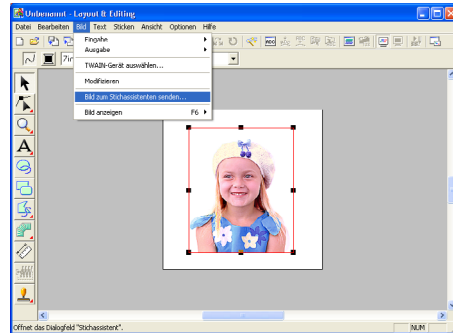 Unbenannt - Layout & Editing
Datei Bearbeiten Bild Text Sticken Ansicht Optionen Hilfe
Eingabe
Ausgabe
TWAIN-Gerät auswählen...
Modifizieren
Bild zum Stichassistenten senden...
Bild anzeigen F6
Öffnet das Dialogfeld "Stichassistent". NUM